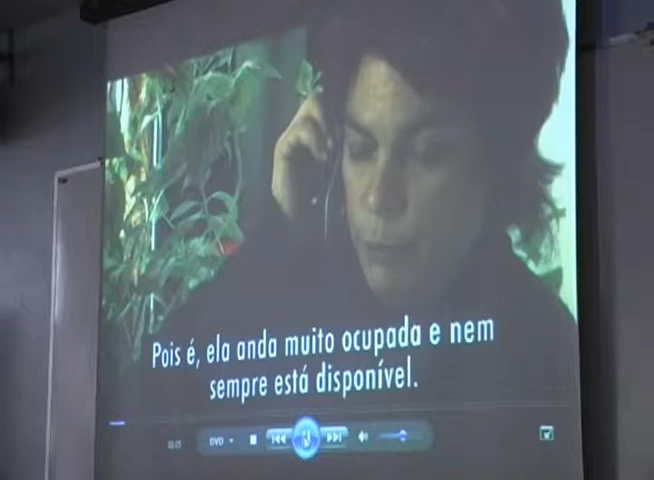 Pois é, ela anda muito ocupada e nem
sempre está disponível.
DVD